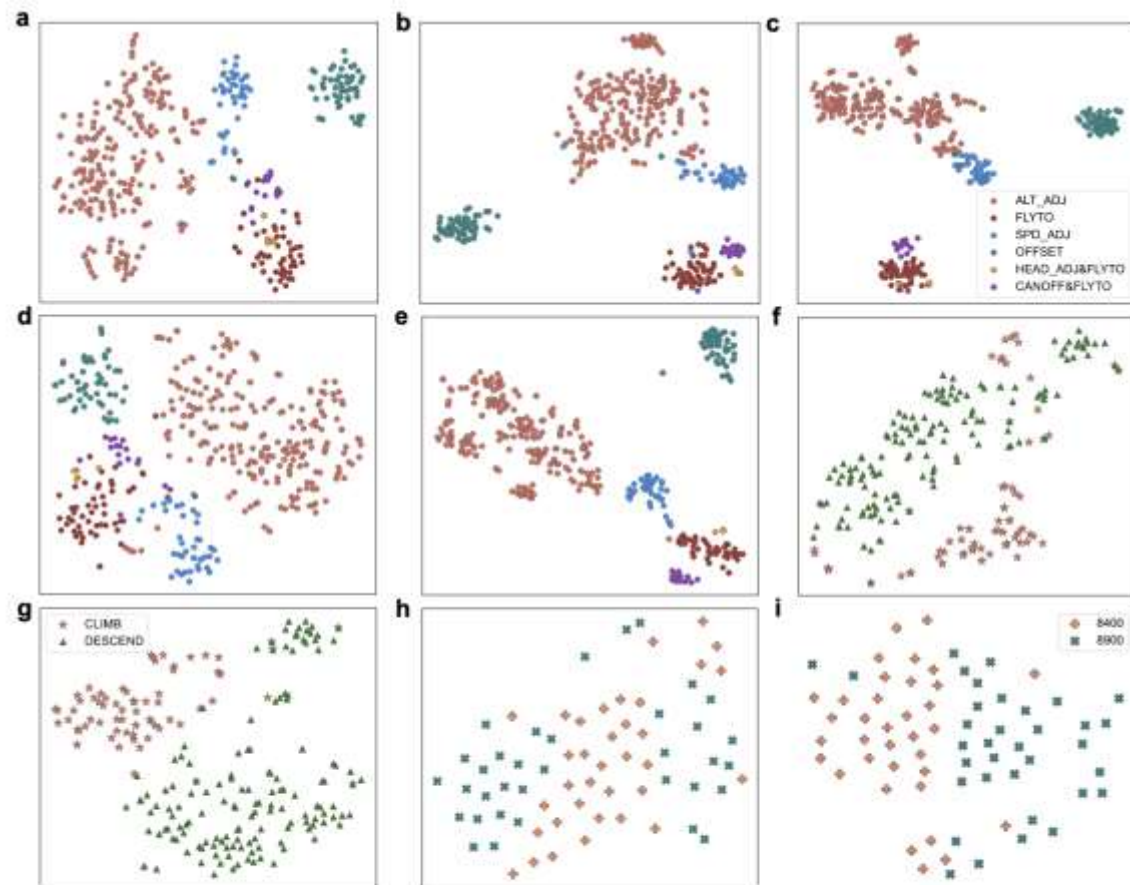 a
b
c
ALT_ADJ
FLYTO
SPD_ADJ
OFFSET
HEAD_ADJ&FLYTO
CANOFF&FLYTO
d
e
f
g
CLIMB
DESCEND
h
i
8400
8900